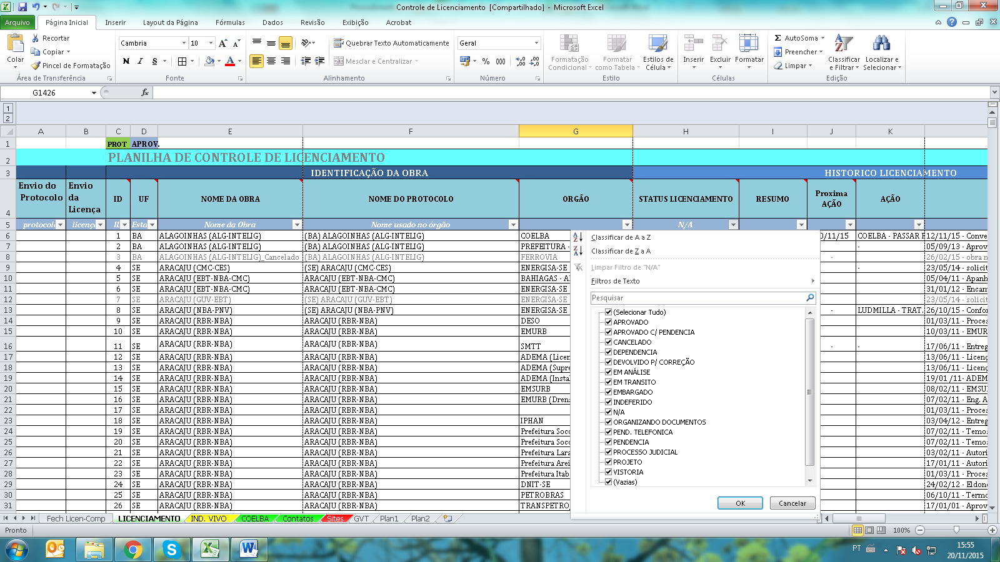 Controle de Licenciamento  [Compartilhado]  -  Microsoft Excel
Arquivo Página Inicial Inserir Layout da Página Fórmulas Dados Revisão Exibição Acrobat
Colar Recortar Copiar Pincel de Formatação
Cambria 10 N I S
Quebrar Texto Automaticamente Mesclar e Centralizar
Geral % 000
Formatação Condicional Formatar como Tabela Estilos de Célula
Inserir Excluir Formatar
AutoSoma Preencher Limpar Classificar e Filtrar Localizar e Selecionar
Área de Transferência Fonte Alinhamento Número Estilo Células Edição
G1426 fx
1
2
A B C D E F G H I J K
1 PROT APROV.
2 PLANILHA DE CONTROLE DE LICENCIAMENTO
3 IDENTIFICAÇÃO DA OBRA HISTORICO LICENCIAMENTO
4 Envio do Protocolo Envio da Licença ID UF NOME DA OBRA NOME DO PROTOCOLO ORGÃO STATUS LICENCIAMENTO RESUMO Proxima AÇÃO AÇÃO
5 protocol licenç Esta Nome da Obra Nome usado no órgão N/A
6 1 BA ALAGOINHAS (ALG-INTELIG) (BA) ALAGOINHAS (ALG-INTELIG) COELBA 0/11/15 COELBA - PASSAR 12/11/15 - Conve
7 2 BA ALAGOINHAS (ALG-INTELIG) (BA) ALAGOINHAS (ALG-INTELIG) PREFEITURA - - 05/09/13 - Aprov
8 3 BA ALAGOINHAS (ALG-INTELIG)_Cancelado (BA) ALAGOINHAS (ALG-INTELIG) FERROVIA - 26/02/15 - obra n
9 4 SE ARACAJU (CMC-CES) (SE) ARACAJU (CMC-CES) ENERGISA-SE - 23/05/14 - solicit
10 5 SE ARACAJU (EBT-NBA-CMC) ARACAJU (EBT-NBA-CMC) BAHIAGAS - A 05/04/11 - Apanh
11 6 SE ARACAJU (EBT-NBA-CMC) ARACAJU (EBT-NBA-CMC) ENERGISA-SE 31/01/12 - Encam
12 7 SE ARACAJU (GUV-EBT) (SE) ARACAJU (GUV-EBT) ENERGISA-SE 23/05/14 - solicit
13 8 SE ARACAJU (NBA-PNV) (SE) ARACAJU (NBA-PNV) ENERGISA-SE - LUDMILLA - TRAT. 26/10/15 - Confor
14 9 SE ARACAJU (RBR-NBA) ARACAJU (RBR-NBA) DESO 01/03/11 - Proces
15 10 SE ARACAJU (RBR-NBA) ARACAJU (RBR-NBA) EMURB 10/03/11 - EMUR
16 11 SE ARACAJU (RBR-NBA) ARACAJU (RBR-NBA) SMTT - - 17/06/11 - Entreg
17 12 SE ARACAJU (RBR-NBA) ARACAJU (RBR-NBA) ADEMA (Licen 13/06/11 - Licenç
18 13 SE ARACAJU (RBR-NBA) ARACAJU (RBR-NBA) ADEMA (Supre 13/06/11 - Licenç
19 14 SE ARACAJU (RBR-NBA) ARACAJU (RBR-NBA) ADEMA (Instal 19/01 /11- ADEM
20 15 SE ARACAJU (RBR-NBA) ARACAJU (RBR-NBA) EMSURB 08/02/11 - EMSU
21 16 SE ARACAJU (RBR-NBA) ARACAJU (RBR-NBA) EMURB (Drena 07/02/11 - Eng. A
22 17 SE ARACAJU (RBR-NBA) ARACAJU (RBR-NBA) 01/03/11 - Proces
23 18 SE ARACAJU (RBR-NBA) ARACAJU (RBR-NBA) IPHAN 03/04/12 - Entreg
24 19 SE ARACAJU (RBR-NBA) ARACAJU (RBR-NBA) Prefeitura Soco 07/02/11 - Temos
25 20 SE ARACAJU (RBR-NBA) ARACAJU (RBR-NBA) Prefeitura Soco 07/02/11 - Temos
26 21 SE ARACAJU (RBR-NBA) ARACAJU (RBR-NBA) Prefeitura Lara 03/02/11 - Autori
27 22 SE ARACAJU (RBR-NBA) ARACAJU (RBR-NBA) Prefeitura Arei 17/01/11 - Autori
28 23 SE ARACAJU (RBR-NBA) ARACAJU (RBR-NBA) Prefeitura Itab 01/03/11 - Proces
29 24 SE ARACAJU (RBR-NBA) ARACAJU (RBR-NBA) DNIT-SE 24/02/12 - Eldon
30 25 SE ARACAJU (RBR-NBA) ARACAJU (RBR-NBA) PETROBRAS 06/10/11 - Termo
31 26 SE ARACAJU (RBR-NBA) ARACAJU (RBR-NBA) TRANSPETRO 17/01/01 - Aprov
Classificar de A a Z
Classificar de Z a A
Limpar Filtro de "N/A"
Filtros de Texto
Pesquisar
(Selecionar Tudo)
APROVADO
APROVADO C/ PENDENCIA
CANCELADO
DEPENDENCIA
DEVOLVIDO P/ CORREÇÃO
EM ANÁLISE
EM TRANSITO
EMBARGADO
INDEFERIDO
N/A
ORGANIZANDO DOCUMENTOS
PEND. TELEFONICA
PENDENCIA
PROCESSO JUDICIAL
PROJETO
VISTORIA
(Vazias)
OK Cancelar
Fech Licen-Comp LICENCIAMENTO IND. VIVO COELBA Contatos Sites GVT Plan1 Plan2
Pronto 100%
PT 15:55
20/11/2015